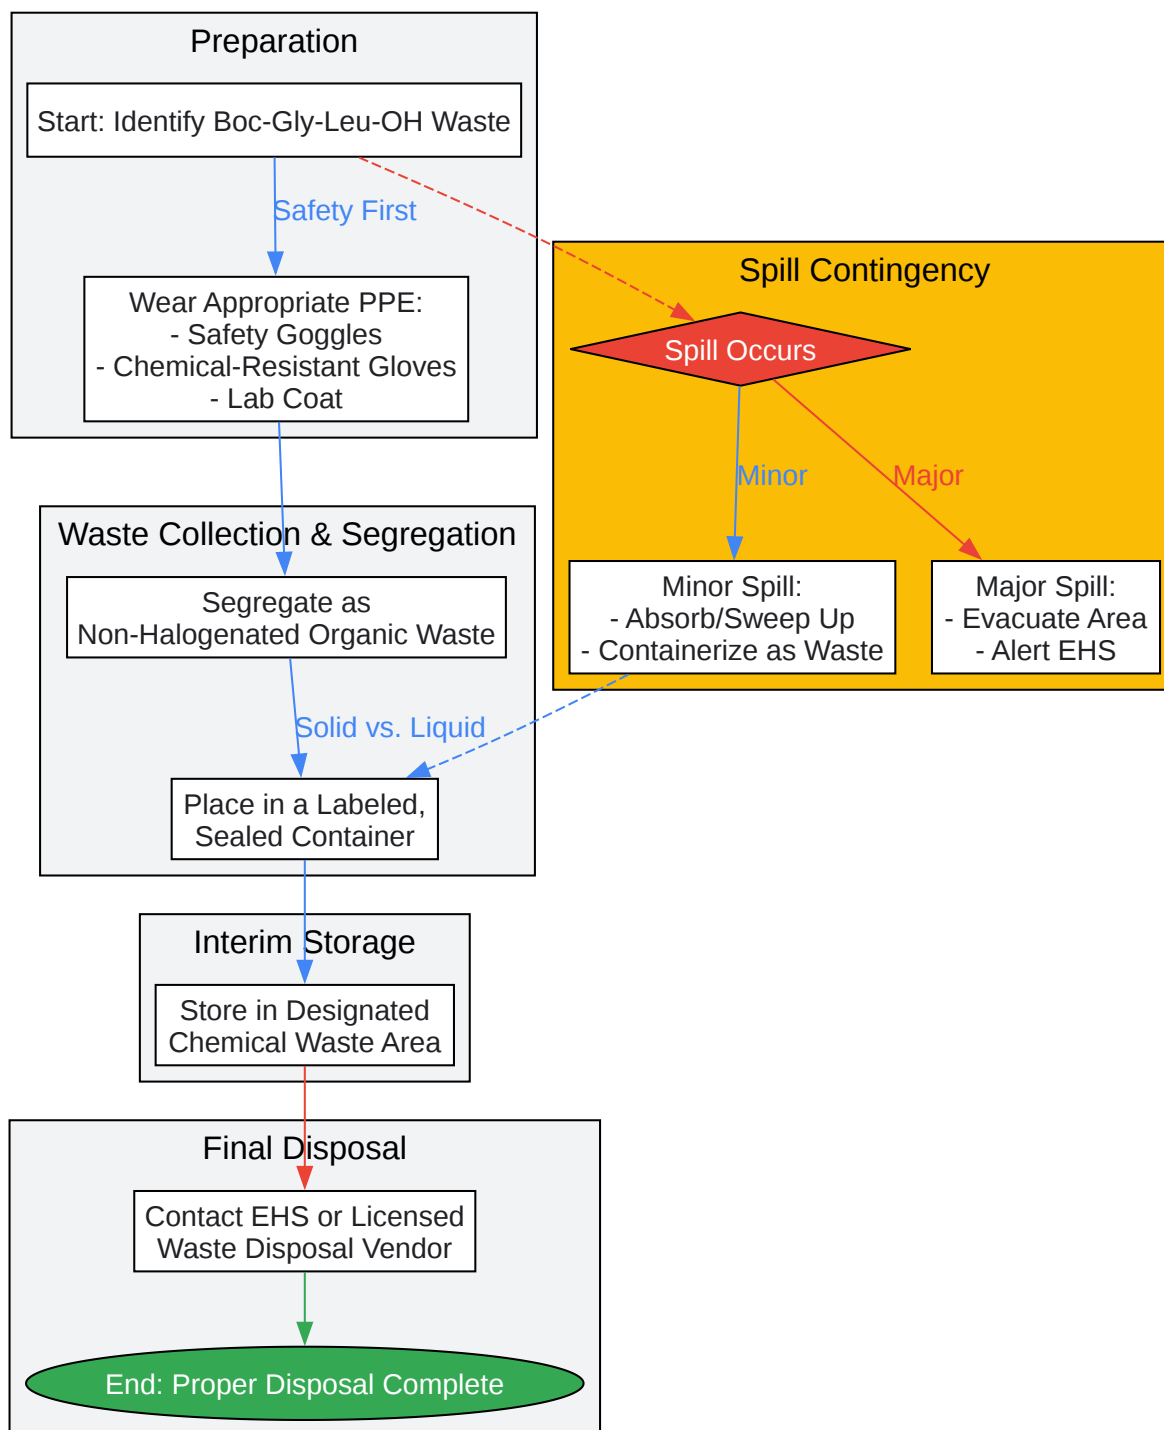 Preparation
Start: Identify Boc-Gly-Leu-OH Waste
Safety First
Wear Appropriate PPE:
- Safety Goggles
- Chemical-Resistant Gloves
- Lab Coat
Spill Contingency
Spill Occurs
Minor
Major
Minor Spill:
- Absorb/Sweep Up
- Containerize as Waste
Major Spill:
- Evacuate Area
- Alert EHS
Waste Collection & Segregation
Segregate as
Non-Halogenated Organic Waste
Solid vs. Liquid
Place in a Labeled,
Sealed Container
Interim Storage
Store in Designated
Chemical Waste Area
Final Disposal
Contact EHS or Licensed
Waste Disposal Vendor
End: Proper Disposal Complete